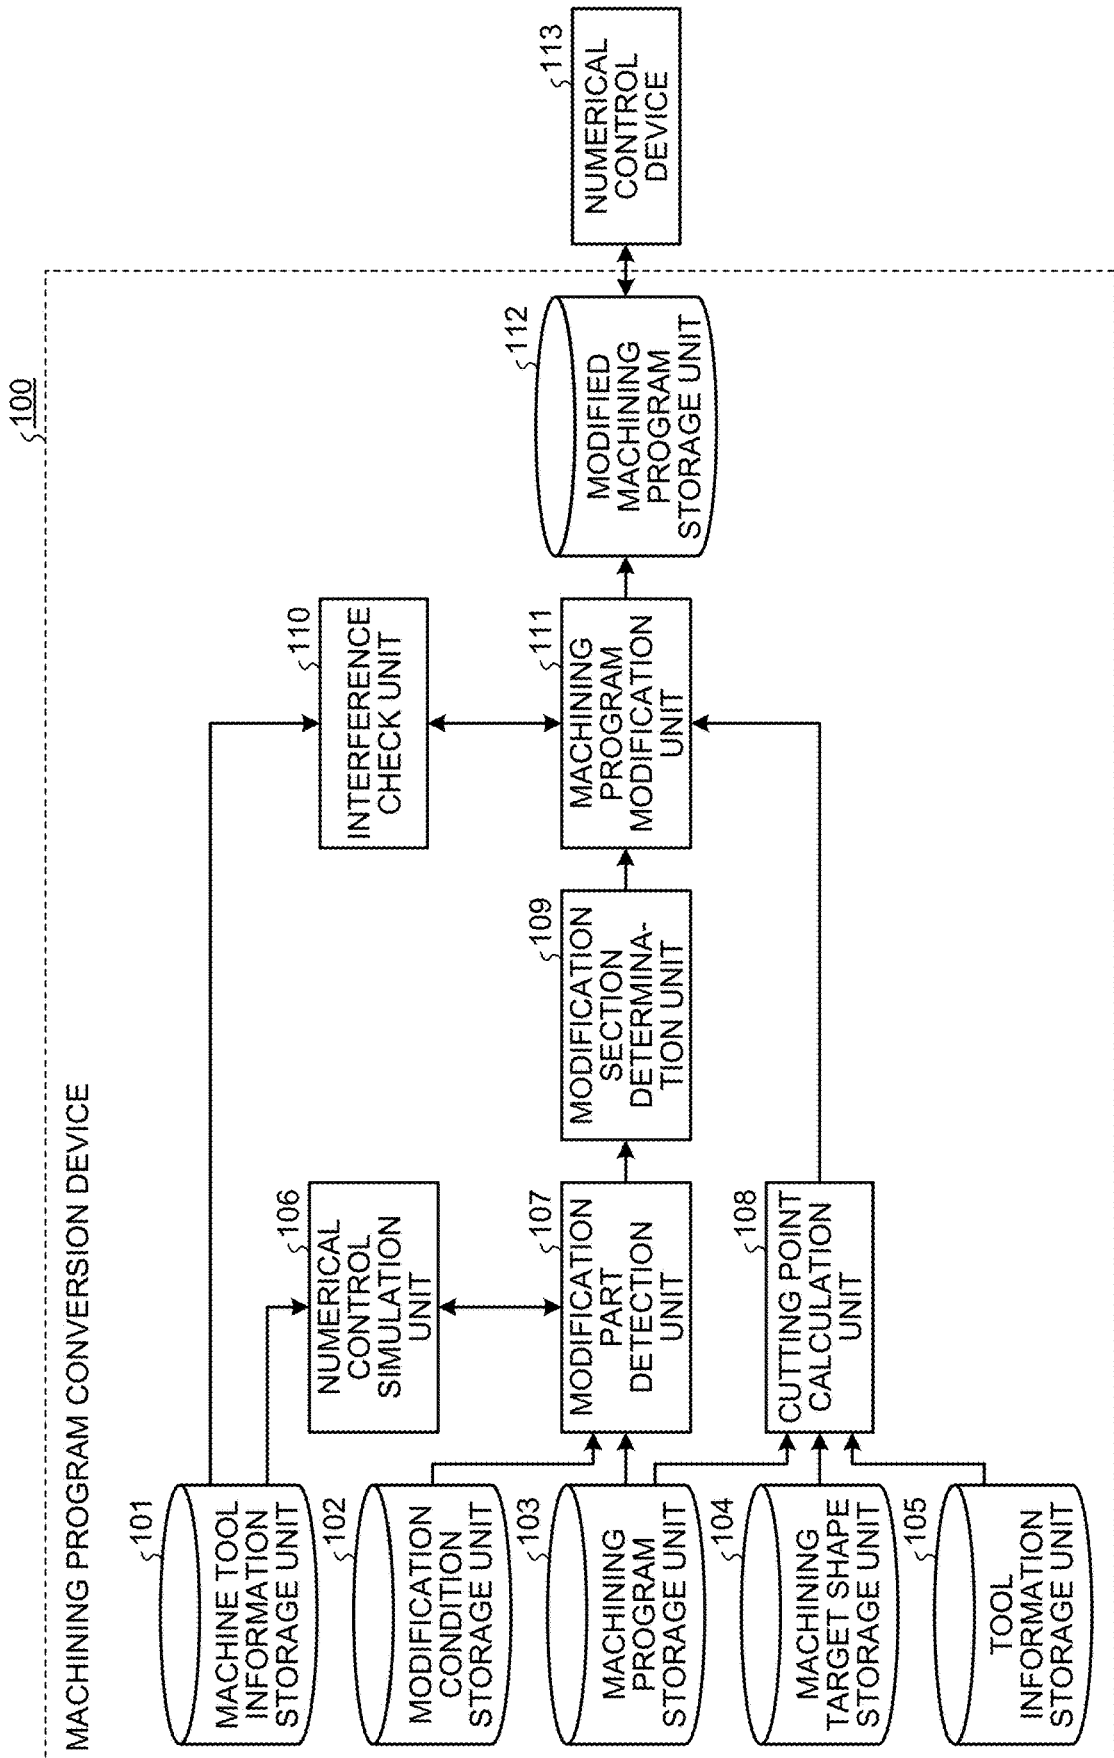 100
MACHINING PROGRAM CONVERSION DEVICE
101
MACHINE TOOL
INFORMATION
STORAGE UNIT
102
MODIFICATION
CONDITION
STORAGE UNIT
103
MACHINING
PROGRAM
STORAGE UNIT
104
MACHINING
TARGET SHAPE
STORAGE UNIT
105
TOOL
INFORMATION
STORAGE UNIT
106
NUMERICAL
CONTROL
SIMULATION
UNIT
107
MODIFICATION
PART
DETECTION
UNIT
108
CUTTING POINT
CALCULATION
UNIT
109
MODIFICATION
SECTION
DETERMINA-
TION UNIT
110
INTERFERENCE
CHECK UNIT
111
MACHINING
PROGRAM
MODIFICATION
UNIT
112
MODIFIED
MACHINING
PROGRAM
STORAGE UNIT
113
NUMERICAL
CONTROL
DEVICE